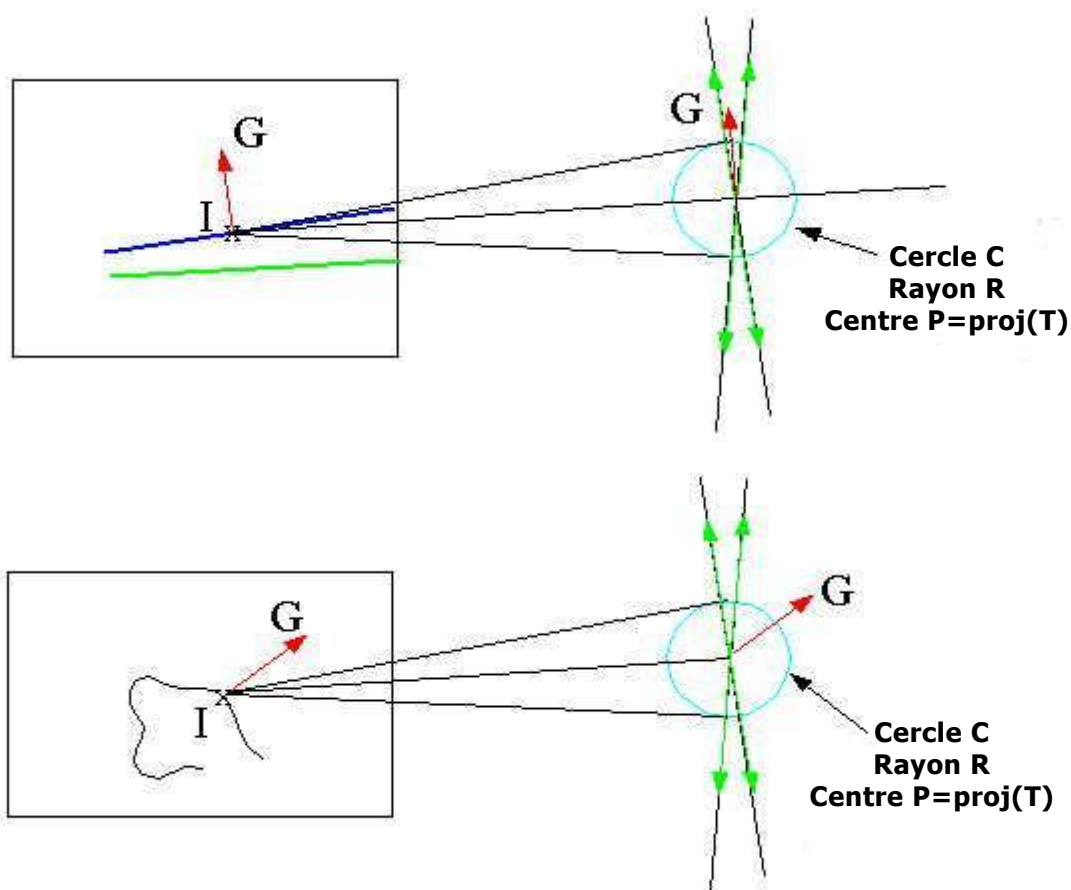 G
G
I
Cercle C
Rayon R
Centre P=proj(T)
G
G
I
Cercle C
Rayon R
Centre P=proj(T)